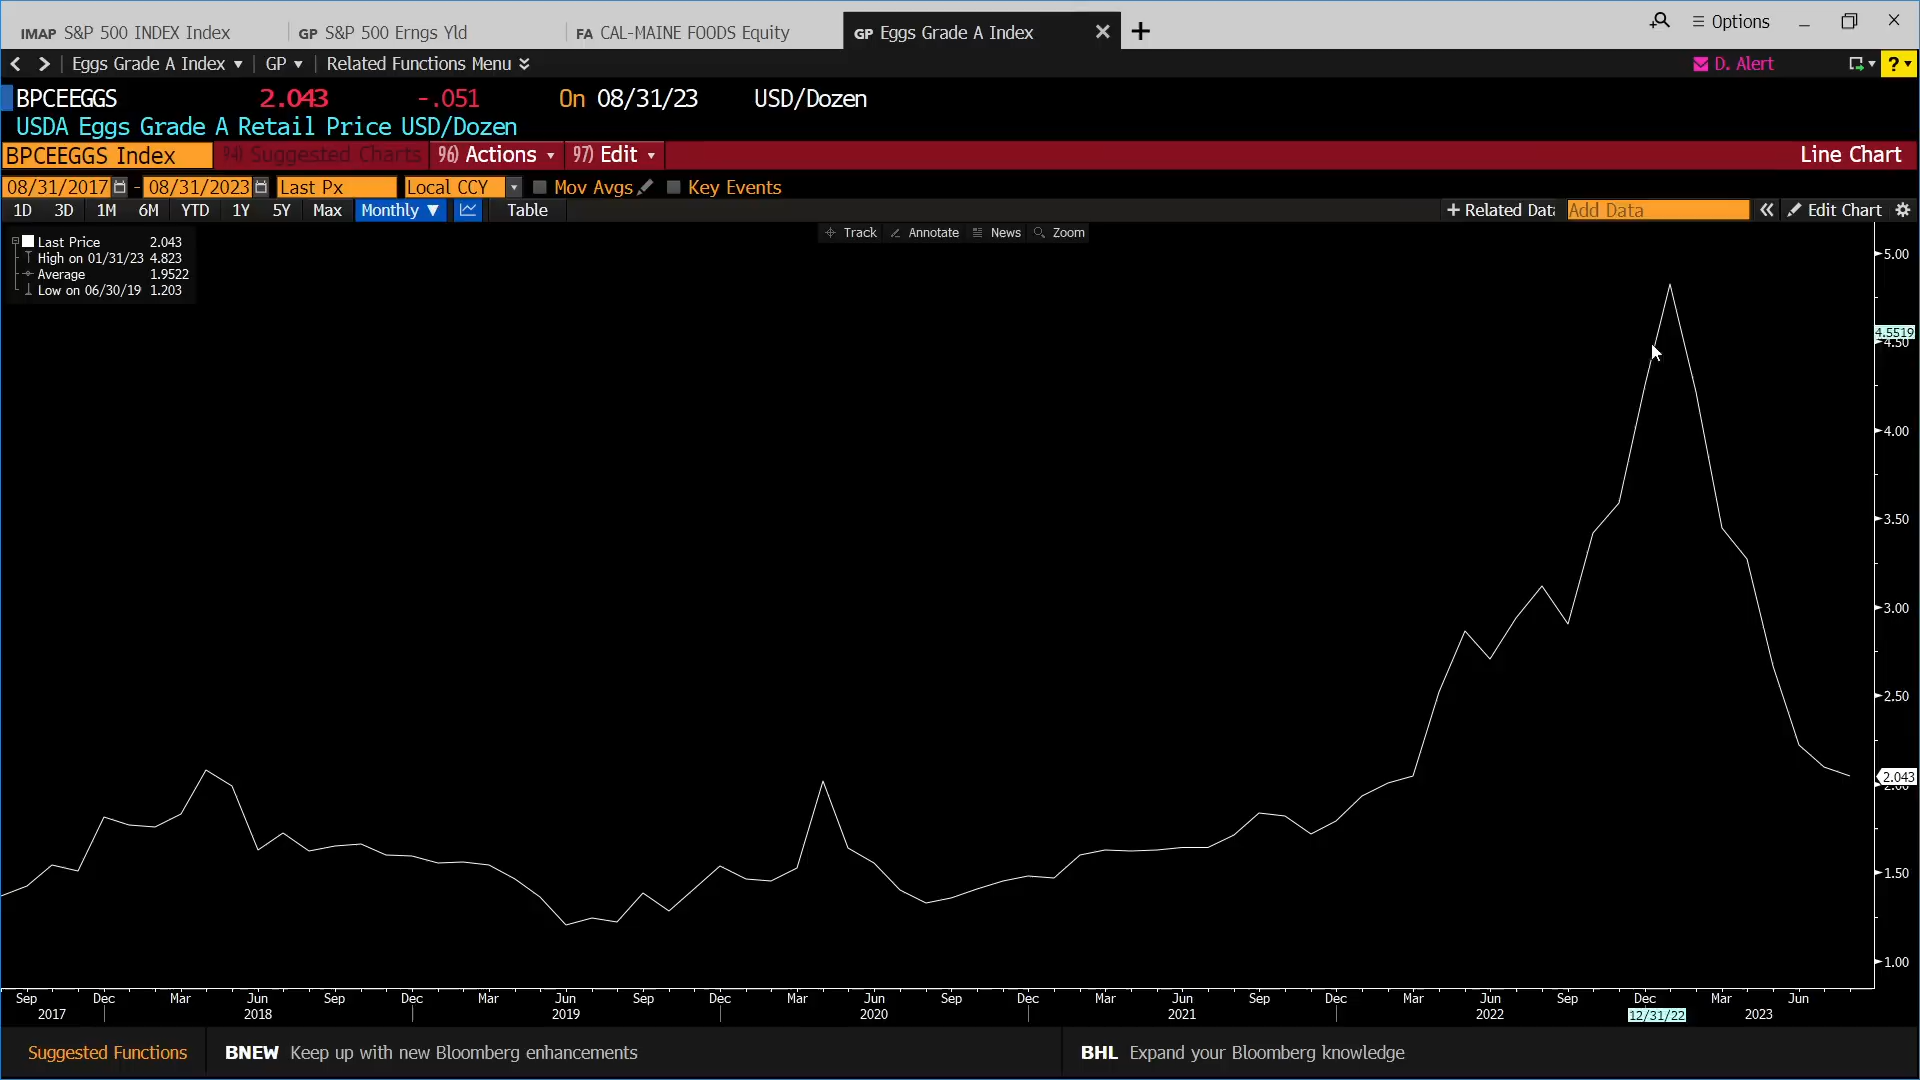 IMAP S&P 500 INDEX Index GP S&P 500 Erngs Yld FA CAL-MAINE FOODS Equity GP Eggs Grade A Index Options
Eggs Grade A Index GP Related Functions Menu D. Alert ?
BPCEEGGS 2.043 -.051 On 08/31/23 USD/Dozen
USDA Eggs Grade A Retail Price USD/Dozen
BPCEEGGS Index 94) Suggested Charts 96) Actions 97) Edit Line Chart
08/31/2017 - 08/31/2023 Last Px Local CCY Mov Avgs Key Events
1D 3D 1M 6M YTD 1Y 5Y Max Monthly ▼ Table + Related Dat Add Data « Edit Chart
Track Annotate News Zoom
Last Price 2.043
High on 01/31/23 4.823
Average 1.9522
Low on 06/30/19 1.203
5.00
4.5519
4.50
4.00
3.50
3.00
2.50
2.043
2.00
1.50
1.00
Sep Dec Mar Jun Sep Dec Mar Jun Sep Dec Mar Jun Sep Dec Mar Jun Sep Dec Mar Jun Sep Dec Mar Jun
2017 2018 2019 2020 2021 2022 12/31/22 2023
Suggested Functions BNEW Keep up with new Bloomberg enhancements BHL Expand your Bloomberg knowledge